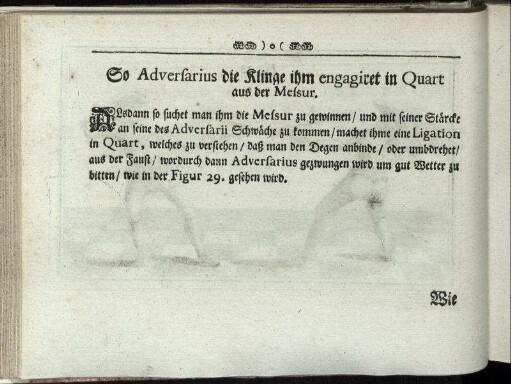 ) o (
So Adversarius die Klinge ihm engagiret in Quart
aus der Mesur.
Alsdann so suchet man ihm die Mesur zu gewinnen / und mit seiner Stärcke
an seine des Adversarii Schwäche zu kommen / machet ihme eine Ligation
in Quart, welches zu verstehen / daß man den Degen anbinde / oder umbdrehet /
aus der Faust / wordurch dann Adversarius gezwungen wird um gut Wetter zu
bitten / wie in der Figur 29. gesehen wird.
Wie